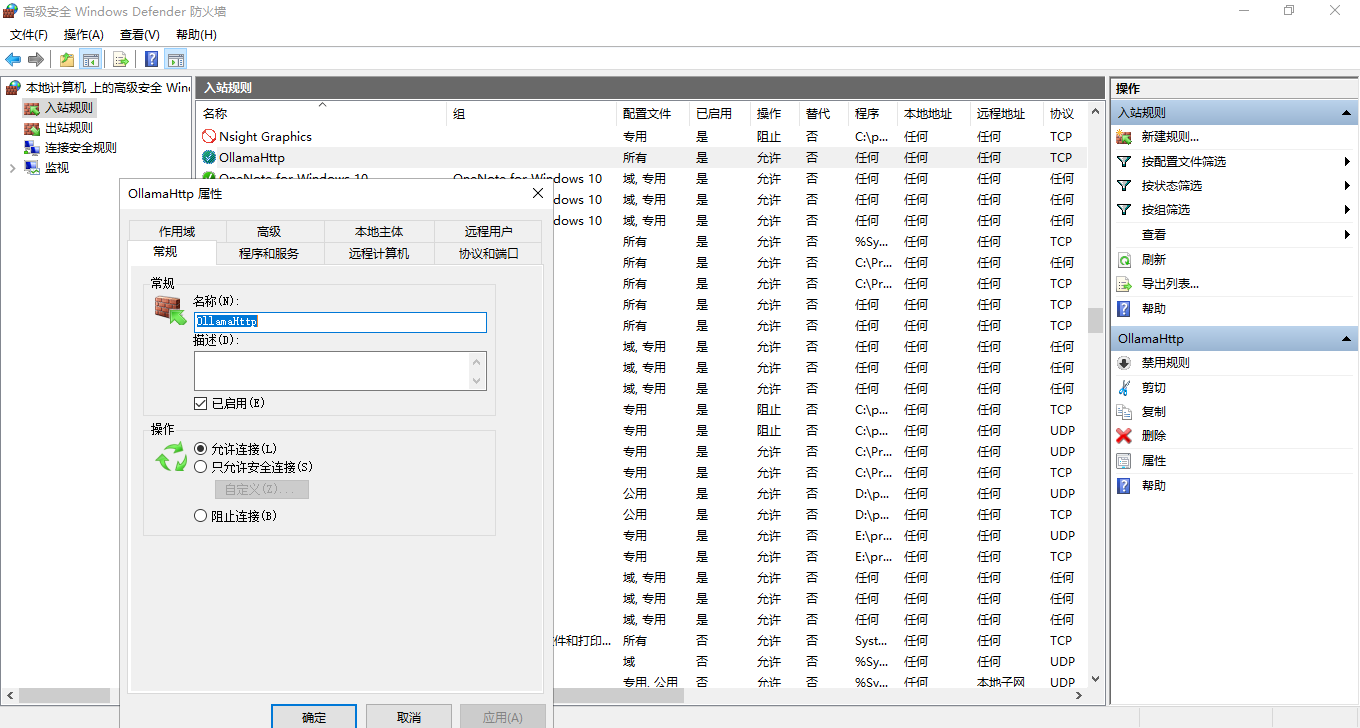 高级安全 Windows Defender 防火墙
文件(F) 操作(A) 查看(V) 帮助(H)
本地计算机 上的高级安全 Win
入站规则
出站规则
连接安全规则
监视
入站规则
名称 组 配置文件 已启用 操作 替代 程序 本地地址 远程地址 协议
Nsight Graphics 专用 是 阻止 否 C:\p... 任何 任何 TCP
OllamaHttp 所有 是 允许 否 任何 任何 任何 TCP
OneNote for Windows 10 OneNote for Windows 10 域, 专用 是 允许 否 任何 任何 任何 任何
dows 10 域, 专用 是 允许 否 任何 任何 任何 任何
dows 10 域, 专用 是 允许 否 任何 任何 任何 任何
所有 是 允许 否 %Sy... 任何 任何 TCP
所有 是 允许 否 C:\Pr... 任何 任何 任何
所有 是 允许 否 C:\Pr... 任何 任何 TCP
所有 是 允许 否 任何 任何 任何 TCP
所有 是 允许 否 任何 任何 任何 TCP
域, 专用 是 允许 否 任何 任何 任何 任何
域, 专用 是 允许 否 任何 任何 任何 任何
域, 专用 是 允许 否 任何 任何 任何 任何
专用 是 阻止 否 C:\p... 任何 任何 TCP
专用 是 阻止 否 C:\p... 任何 任何 UDP
专用 是 允许 否 C:\Pr... 任何 任何 UDP
专用 是 允许 否 C:\Pr... 任何 任何 TCP
公用 是 允许 否 D:\p... 任何 任何 UDP
公用 是 允许 否 D:\p... 任何 任何 TCP
专用 是 允许 否 E:\pr... 任何 任何 UDP
专用 是 允许 否 E:\pr... 任何 任何 TCP
域, 专用 是 允许 否 任何 任何 任何 任何
域, 专用 是 允许 否 任何 任何 任何 任何
域, 专用 是 允许 否 任何 任何 任何 任何
件和打印... 所有 否 允许 否 Syst... 任何 任何 TCP
域 否 允许 否 %Sy... 任何 任何 UDP
专用, 公用 否 允许 否 %Sy... 任何 本地子网 UDP
OllamaHttp 属性
作用域 高级 本地主体 远程用户
常规 程序和服务 远程计算机 协议和端口
常规
名称(N):
OllamaHttp
描述(D):
已启用(E)
操作
允许连接(L)
只允许安全连接(S)
自定义(Z)...
阻止连接(B)
确定 取消 应用(A)
操作
入站规则
新建规则...
按配置文件筛选
按状态筛选
按组筛选
查看
刷新
导出列表...
帮助
OllamaHttp
禁用规则
剪切
复制
删除
属性
帮助